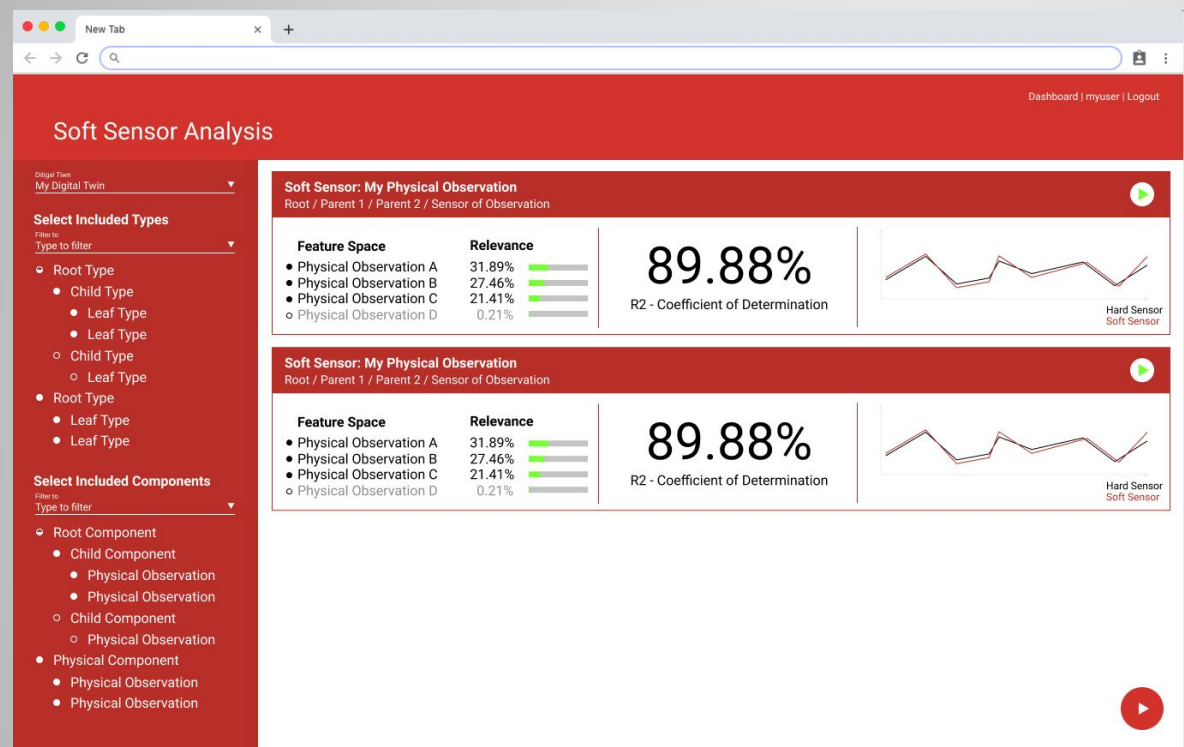 New Tab
Dashboard | myuser | Logout
Soft Sensor Analysis
Ditigal Tiwn
My Digital Twin
Select Included Types
Filter to
Type to filter
Root Type
Child Type
Leaf Type
Leaf Type
Child Type
Leaf Type
Root Type
Leaf Type
Leaf Type
Select Included Components
Filter to
Type to filter
Root Component
Child Component
Physical Observation
Physical Observation
Child Component
Physical Observation
Physical Component
Physical Observation
Physical Observation
Soft Sensor: My Physical Observation
Root / Parent 1 / Parent 2 / Sensor of Observation
Feature Space Relevance
Physical Observation A 31.89%
Physical Observation B 27.46%
Physical Observation C 21.41%
Physical Observation D 0.21%
89.88%
R2 - Coefficient of Determination
Hard Sensor
Soft Sensor
Soft Sensor: My Physical Observation
Root / Parent 1 / Parent 2 / Sensor of Observation
Feature Space Relevance
Physical Observation A 31.89%
Physical Observation B 27.46%
Physical Observation C 21.41%
Physical Observation D 0.21%
89.88%
R2 - Coefficient of Determination
Hard Sensor
Soft Sensor